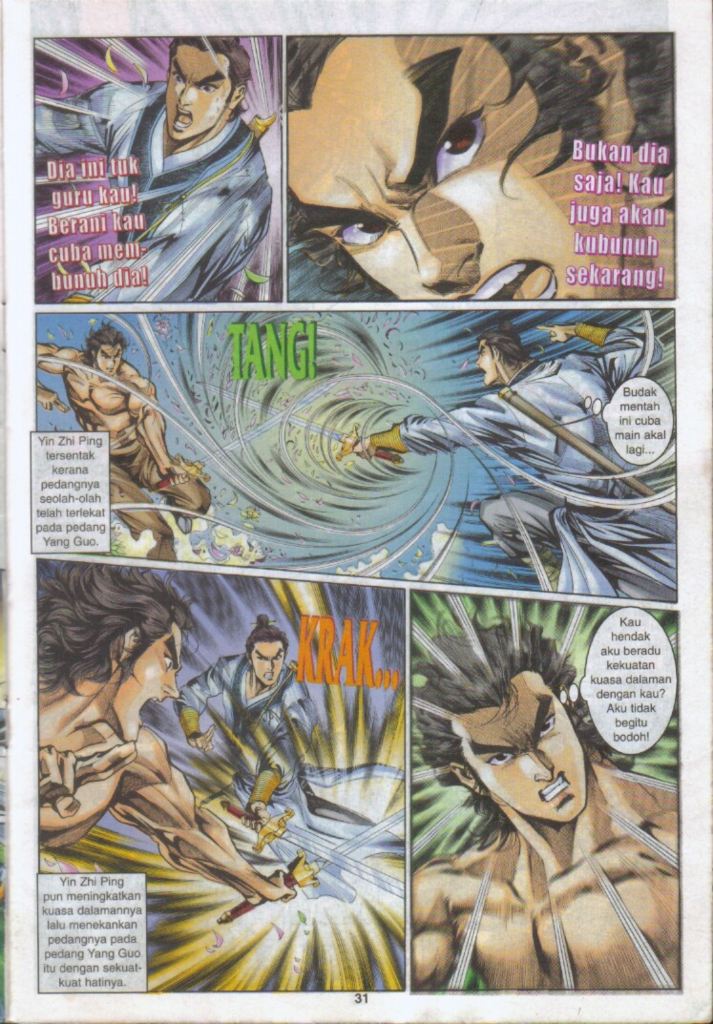 Dia ini tuk
guru kau!
Berani kau
cuba mem-
bunuh dia!
Bukan dia
saja! Kau
juga akan
kubunuh
sekarang!
TANG!
Budak
mentah
ini cuba
main akal
lagi...
Yin Zhi Ping
tersentak
kerana
pedangnya
seolah-olah
telah terlekat
pada pedang
Yang Guo.
KRAK...
Yin Zhi Ping
pun meningkatkan
kuasa dalamannya
lalu menekankan
pedangnya pada
pedang Yang Guo
itu dengan sekuat-
kuat hatinya.
Kau
hendak
aku beradu
kekuatan
kuasa dalaman
dengan kau?
Aku tidak
begitu
bodoh!
31